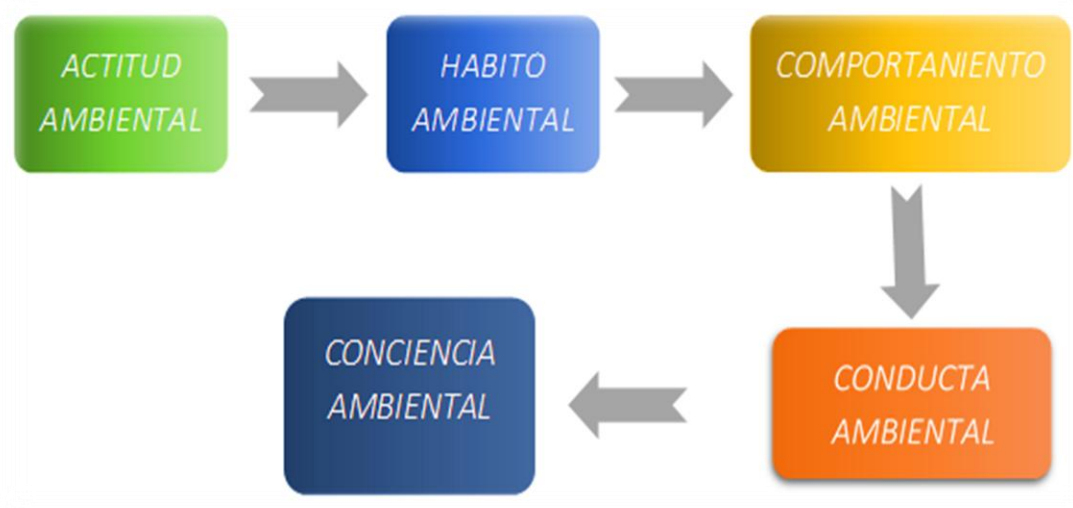 ACTITUD
AMBIENTAL
HABITO
AMBIENTAL
COMPORTANIENTO
AMBIENTAL
CONDUCTA
AMBIENTAL
CONCIENCIA
AMBIENTAL